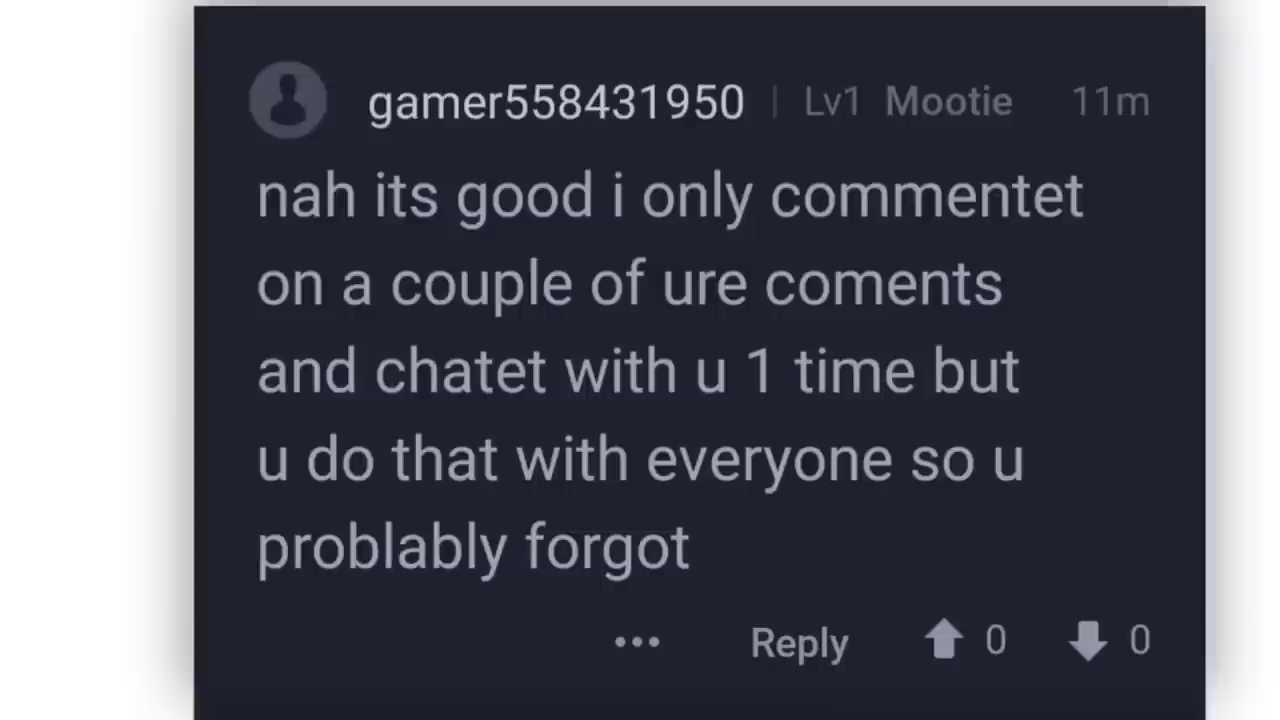 gamer558431950 | Lv1 Mootie 11m
nah its good i only commentet
on a couple of ure coments
and chatet with u 1 time but
u do that with everyone so u
problably forgot
... Reply 0 0